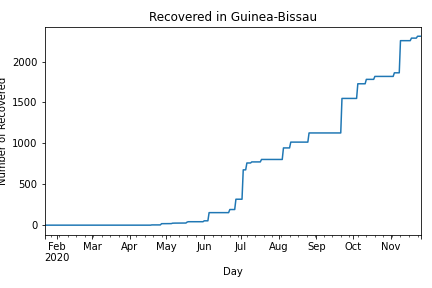 Recovered in Guinea-Bissau
Number of Recovered
2000
1500
1000
500
0
Feb Mar Apr May Jun Jul Aug Sep Oct Nov
2020
Day